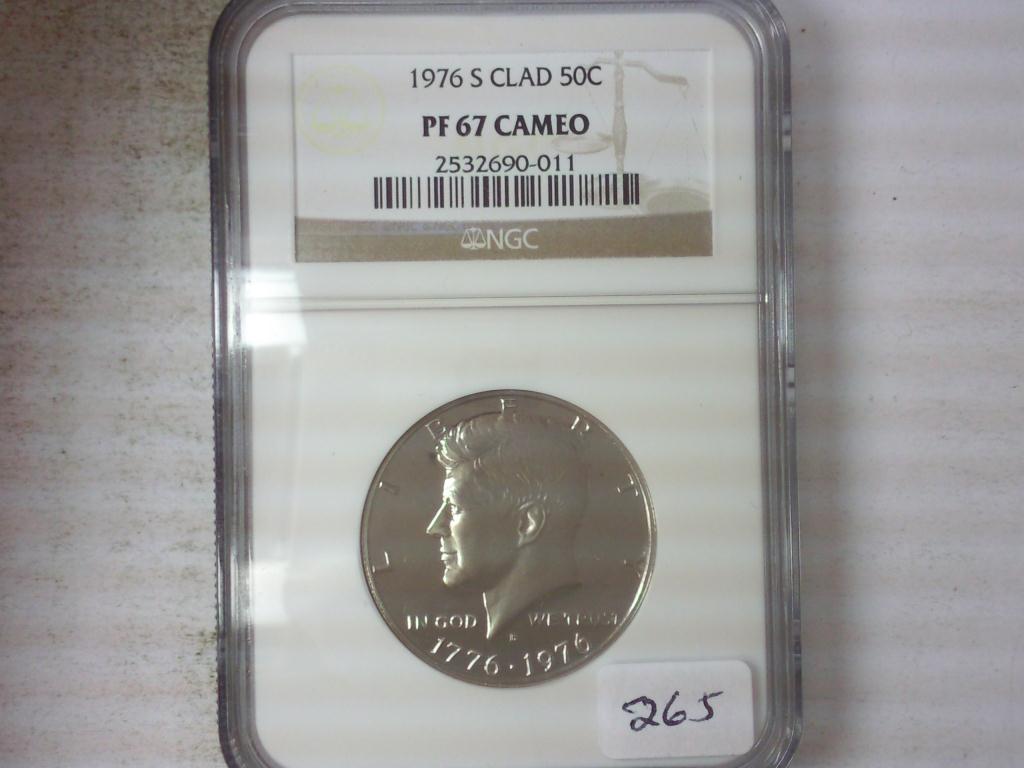 1976 S CLAD 50C
PF 67 CAMEO
2532690-011
NGC
LIBERTY
IN GOD WE TRUST
1776 · 1976
265